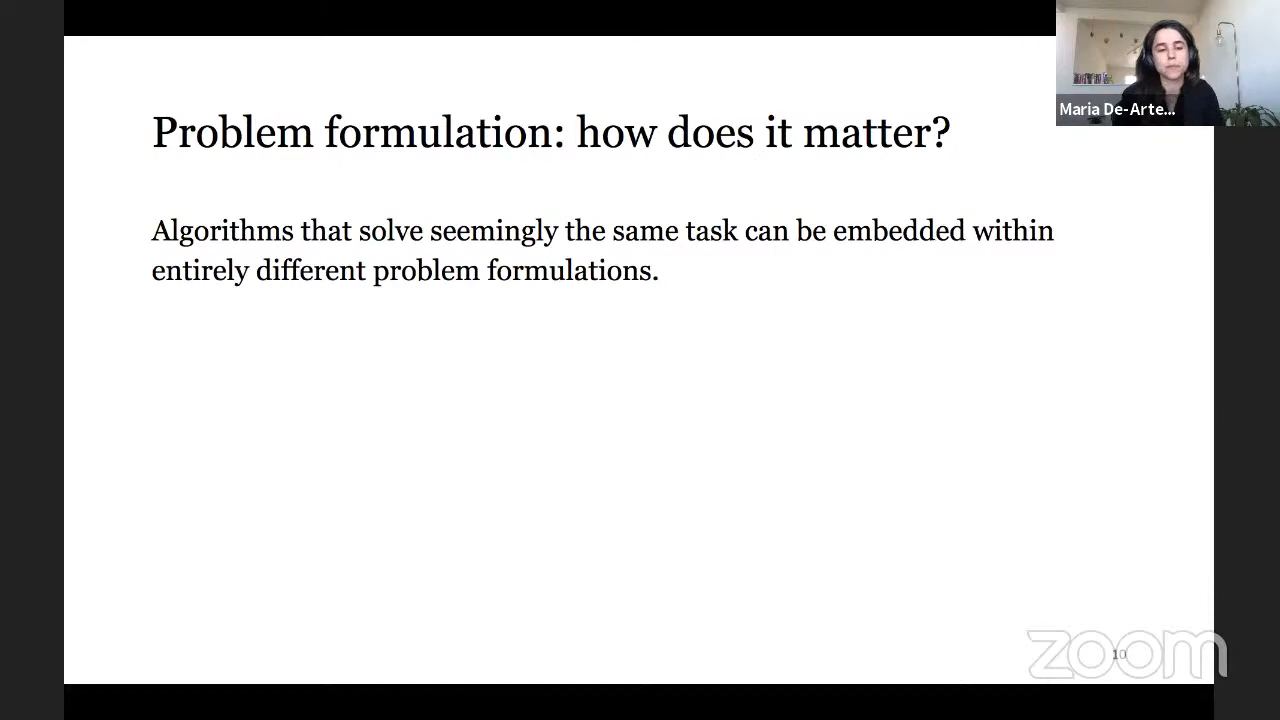 Maria De-Arte...
Problem formulation: how does it matter?
Algorithms that solve seemingly the same task can be embedded within
entirely different problem formulations.
zoom
10